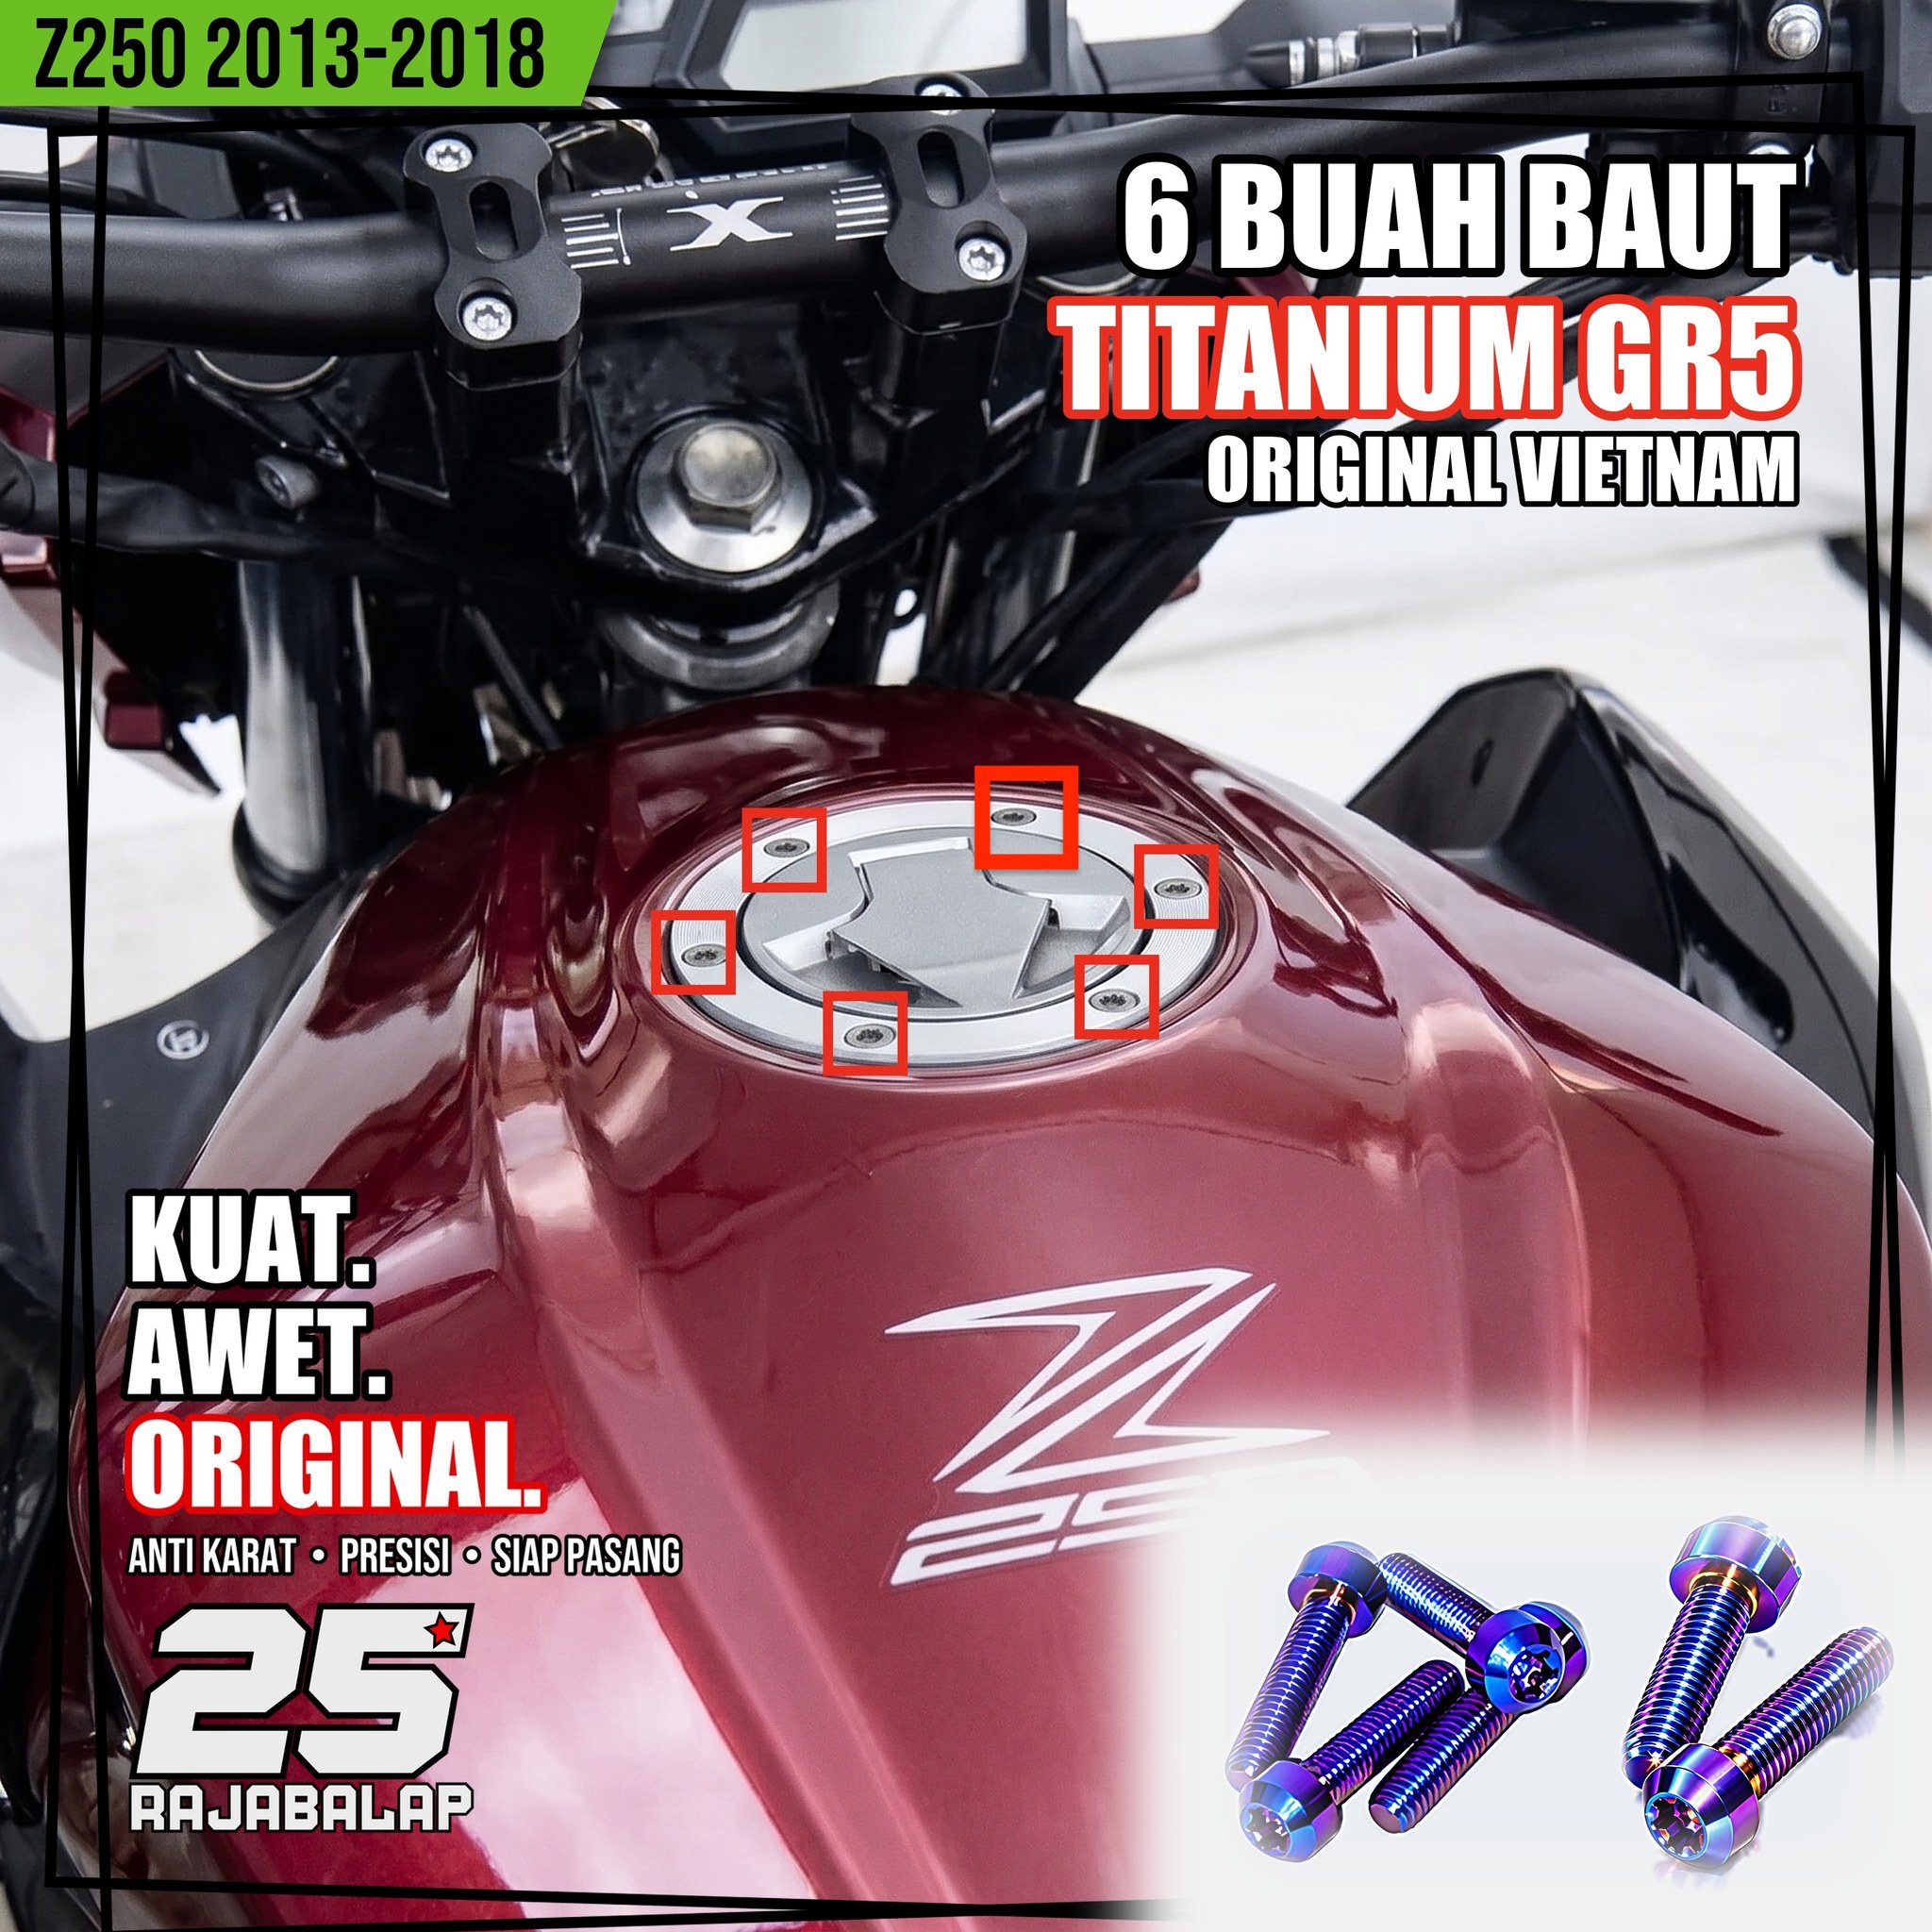 Z250 2013-2018
X
6 BUAH BAUT
TITANIUM GR5
ORIGINAL VIETNAM
KUAT.
AWET.
ORIGINAL.
ANTI KARAT • PRESISI • SIAP PASANG
Z
25
25
RAJABALAP